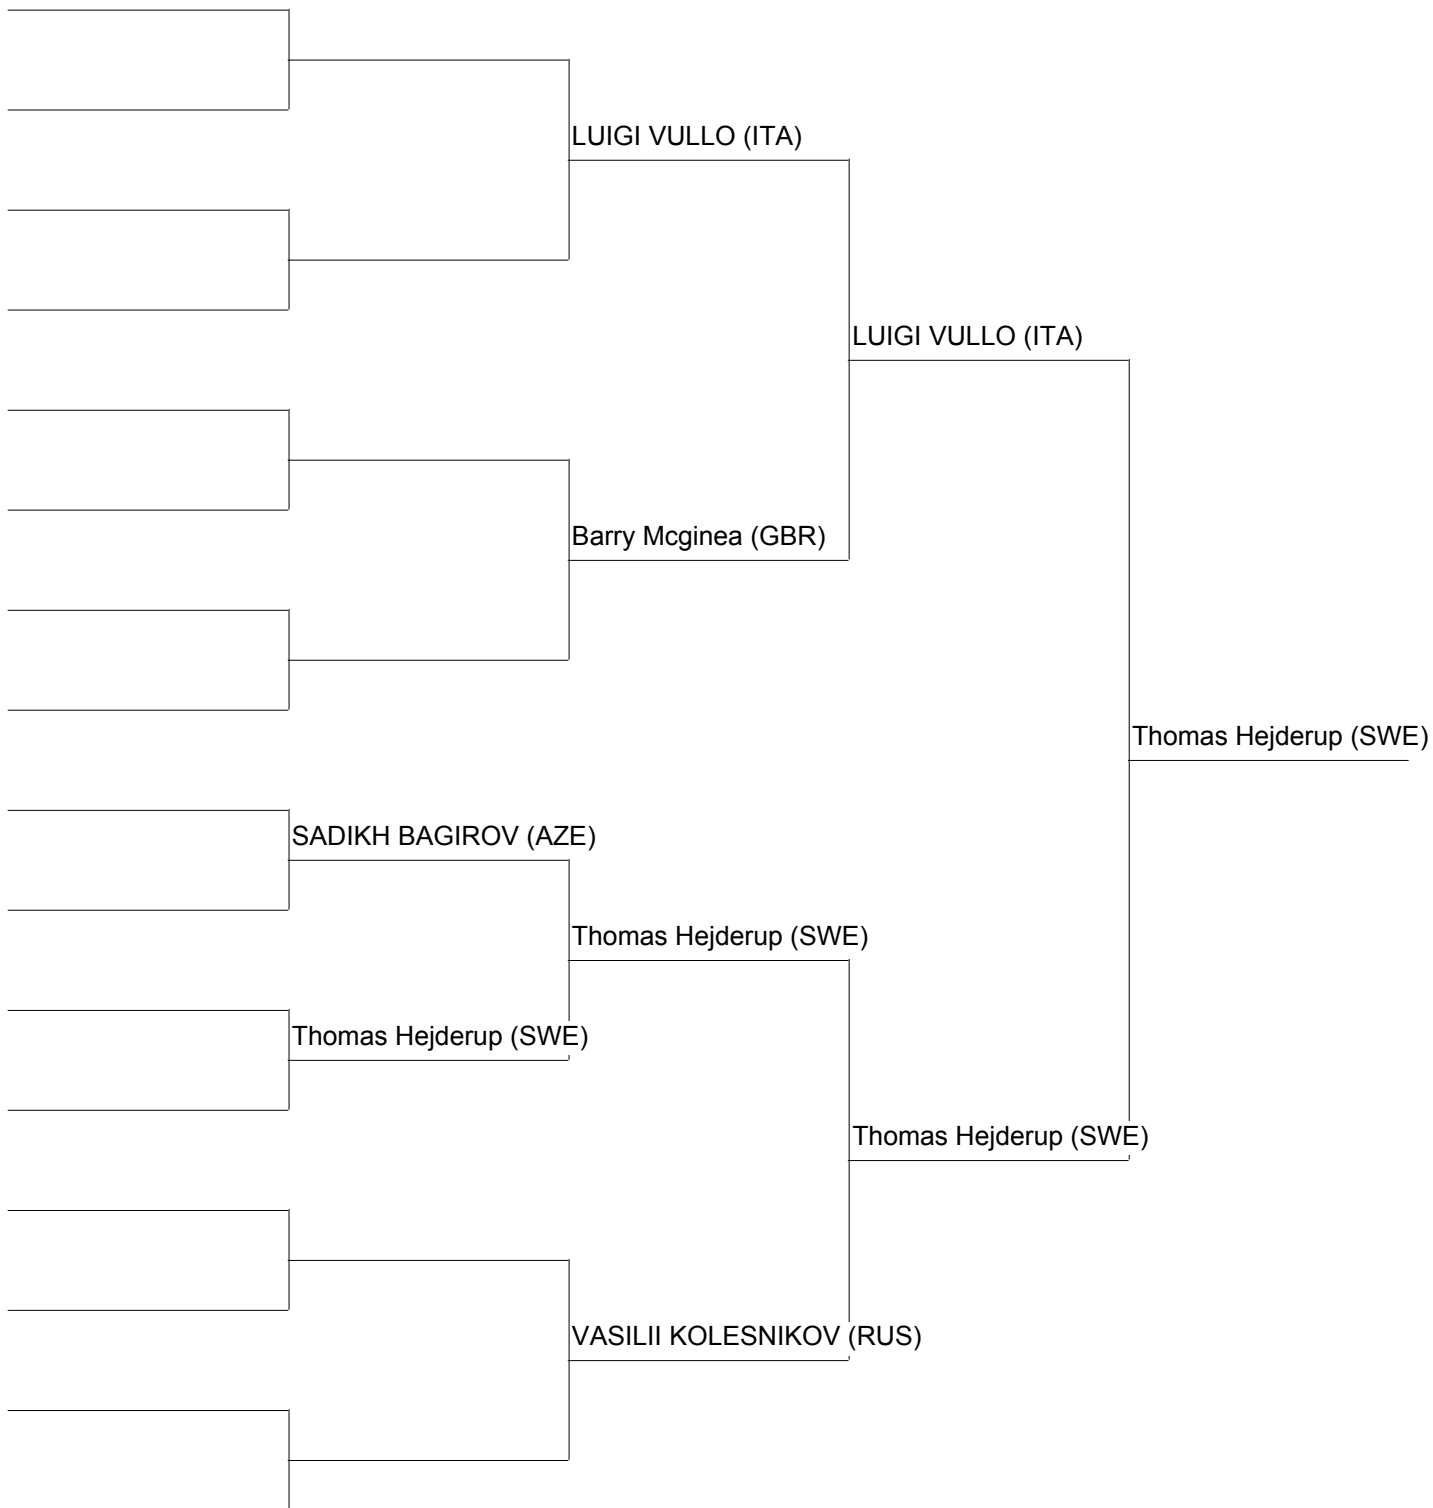 LUIGI VULLO (ITA)
LUIGI VULLO (ITA)
Barry Mcginea (GBR)
Thomas Hejderup (SWE)
SADIKH BAGIROV (AZE)
Thomas Hejderup (SWE)
Thomas Hejderup (SWE)
Thomas Hejderup (SWE)
VASILII KOLESNIKOV (RUS)